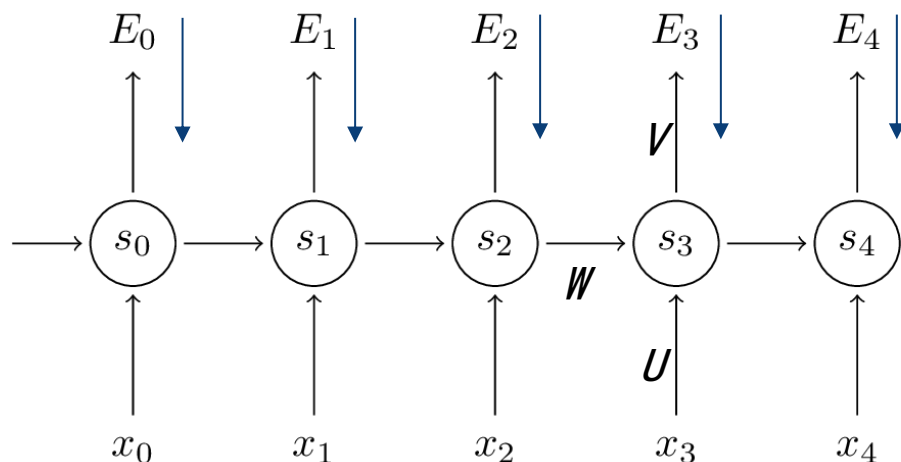 E₀ E₁ E₂ E₃ E₄
V
s₀ s₁ s₂ s₃ s₄
W
U
x₀ x₁ x₂ x₃ x₄